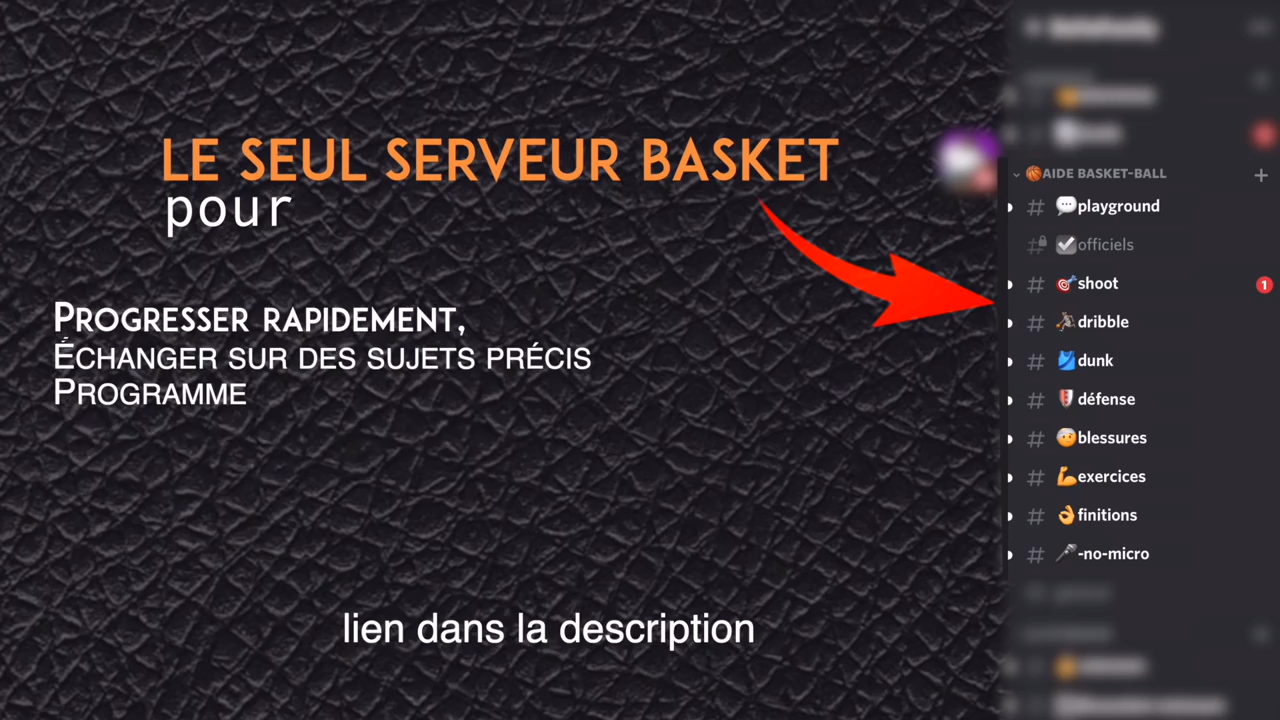 LE SEUL SERVEUR BASKET
pour
PROGRESSER RAPIDEMENT,
ÉCHANGER SUR DES SUJETS PRÉCIS
PROGRAMME
lien dans la description
AIDE BASKET-BALL
playground
officiels
shoot
1
dribble
dunk
défense
blessures
exercices
finitions
-no-micro